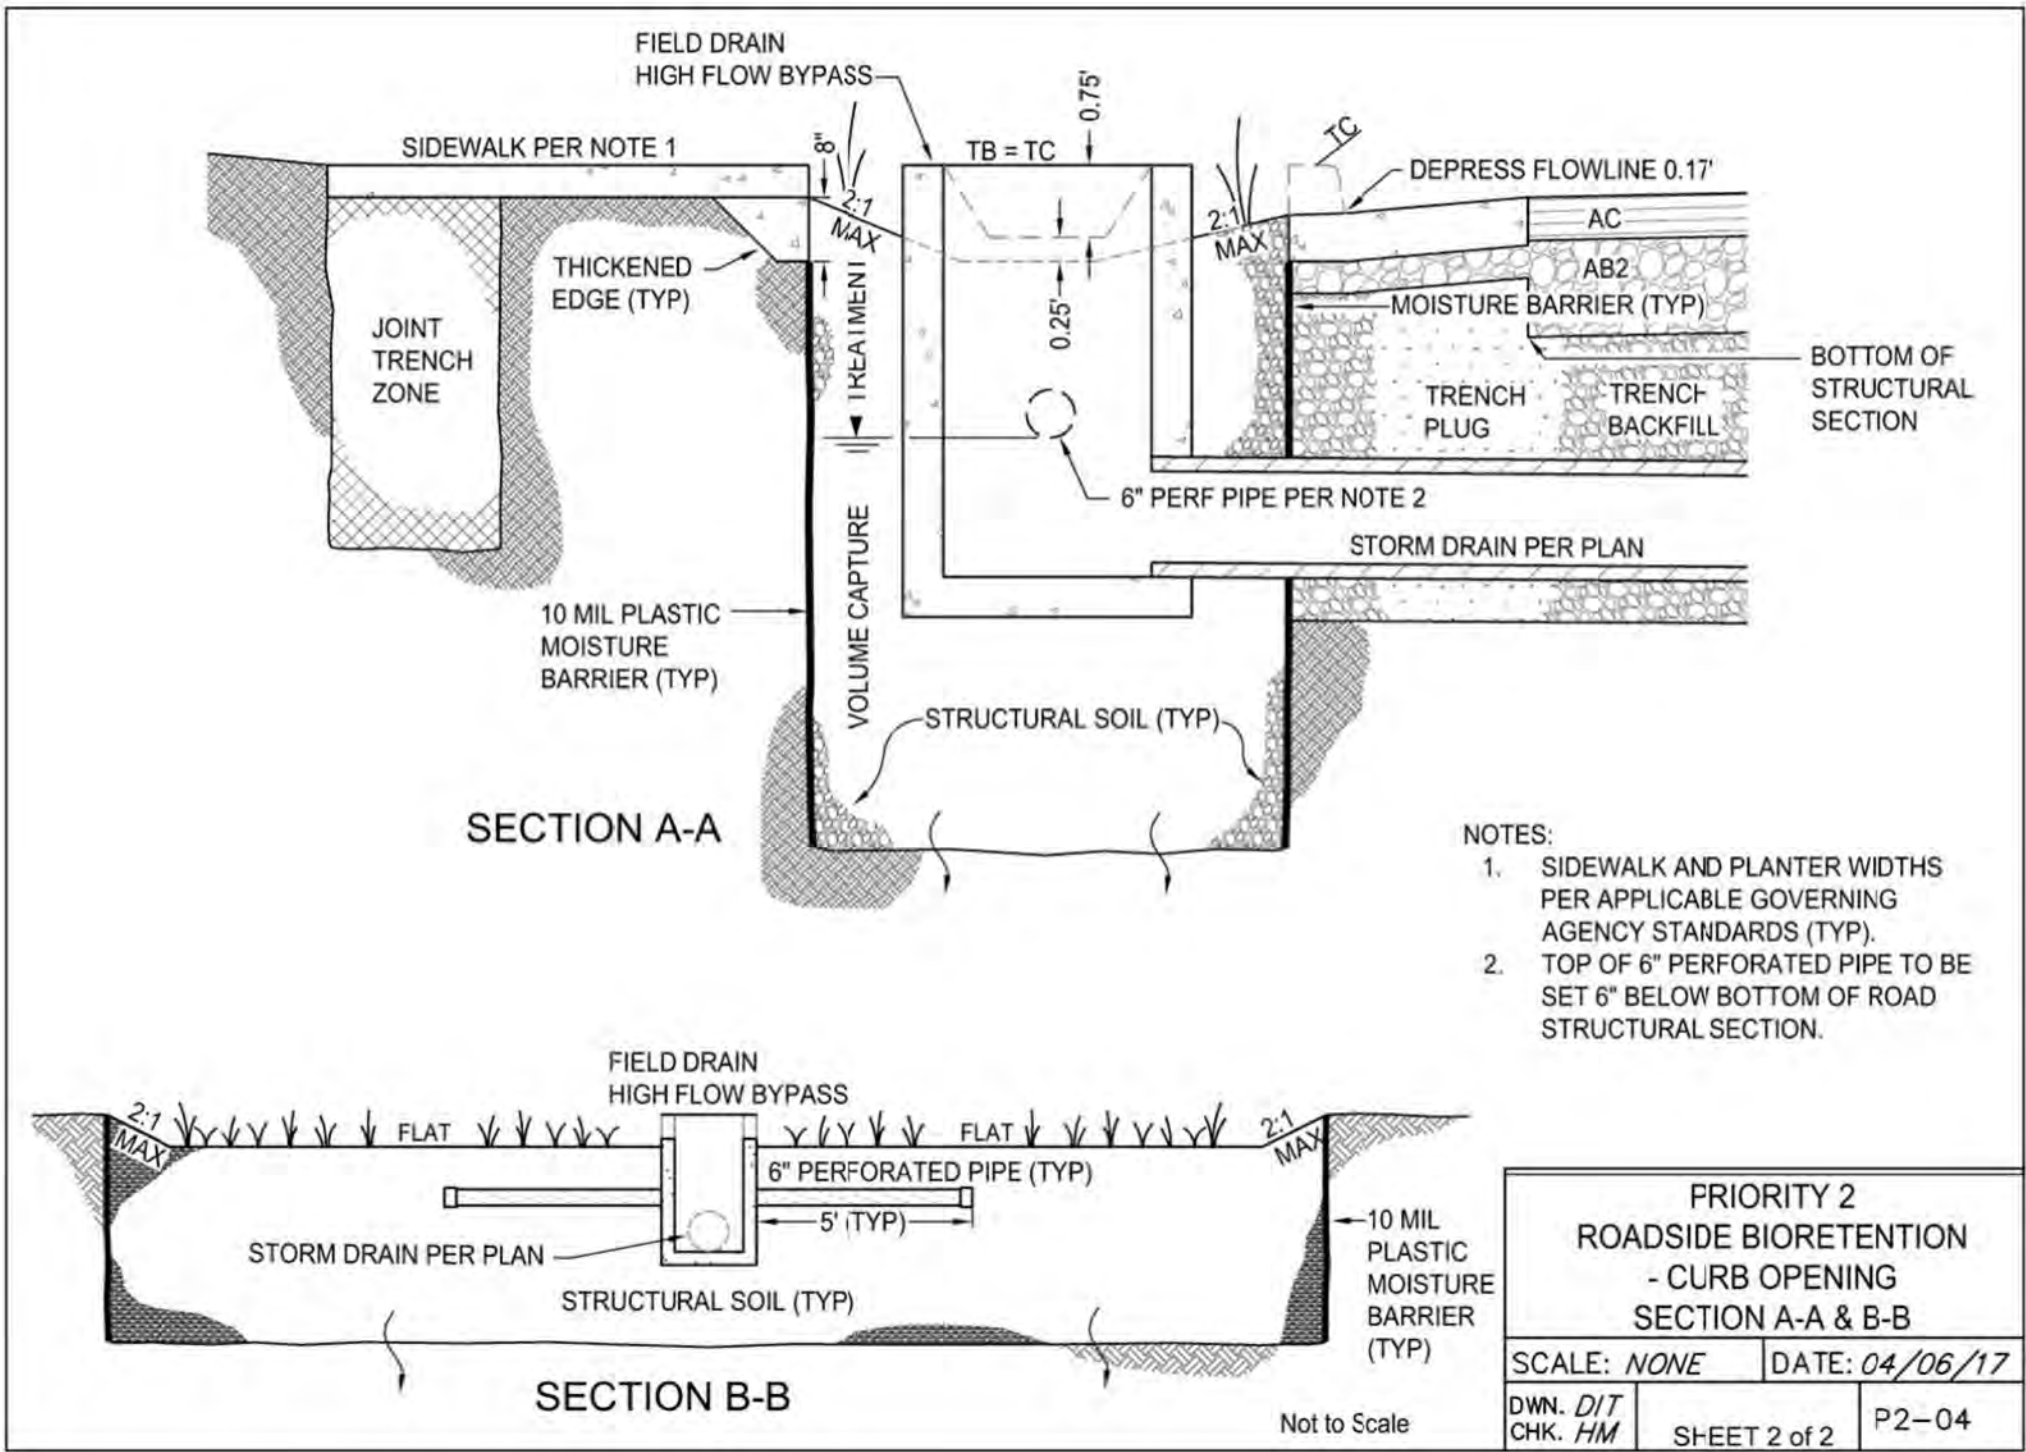 FIELD DRAIN
HIGH FLOW BYPASS
0.75'
SIDEWALK PER NOTE 1
8"
TB = TC
TC
DEPRESS FLOWLINE 0.17'
2:1
MAX
2:1
MAX
AC
AB2
THICKENED
EDGE (TYP)
MOISTURE BARRIER (TYP)
0.25'
JOINT
TRENCH
ZONE
TREATMENT
TRENCH
PLUG
TRENCH
BACKFILL
BOTTOM OF
STRUCTURAL
SECTION
6" PERF PIPE PER NOTE 2
STORM DRAIN PER PLAN
VOLUME CAPTURE
10 MIL PLASTIC
MOISTURE
BARRIER (TYP)
STRUCTURAL SOIL (TYP)
SECTION A-A
NOTES:
1. SIDEWALK AND PLANTER WIDTHS
PER APPLICABLE GOVERNING
AGENCY STANDARDS (TYP).
2. TOP OF 6" PERFORATED PIPE TO BE
SET 6" BELOW BOTTOM OF ROAD
STRUCTURAL SECTION.
FIELD DRAIN
HIGH FLOW BYPASS
2:1
MAX
FLAT
FLAT
2:1
MAX
6" PERFORATED PIPE (TYP)
5' (TYP)
STORM DRAIN PER PLAN
STRUCTURAL SOIL (TYP)
10 MIL
PLASTIC
MOISTURE
BARRIER
(TYP)
SECTION B-B
Not to Scale
PRIORITY 2
ROADSIDE BIORETENTION
- CURB OPENING
SECTION A-A & B-B
SCALE: NONE DATE: 04/06/17
DWN. DIT
CHK. HM
SHEET 2 of 2
P2-04